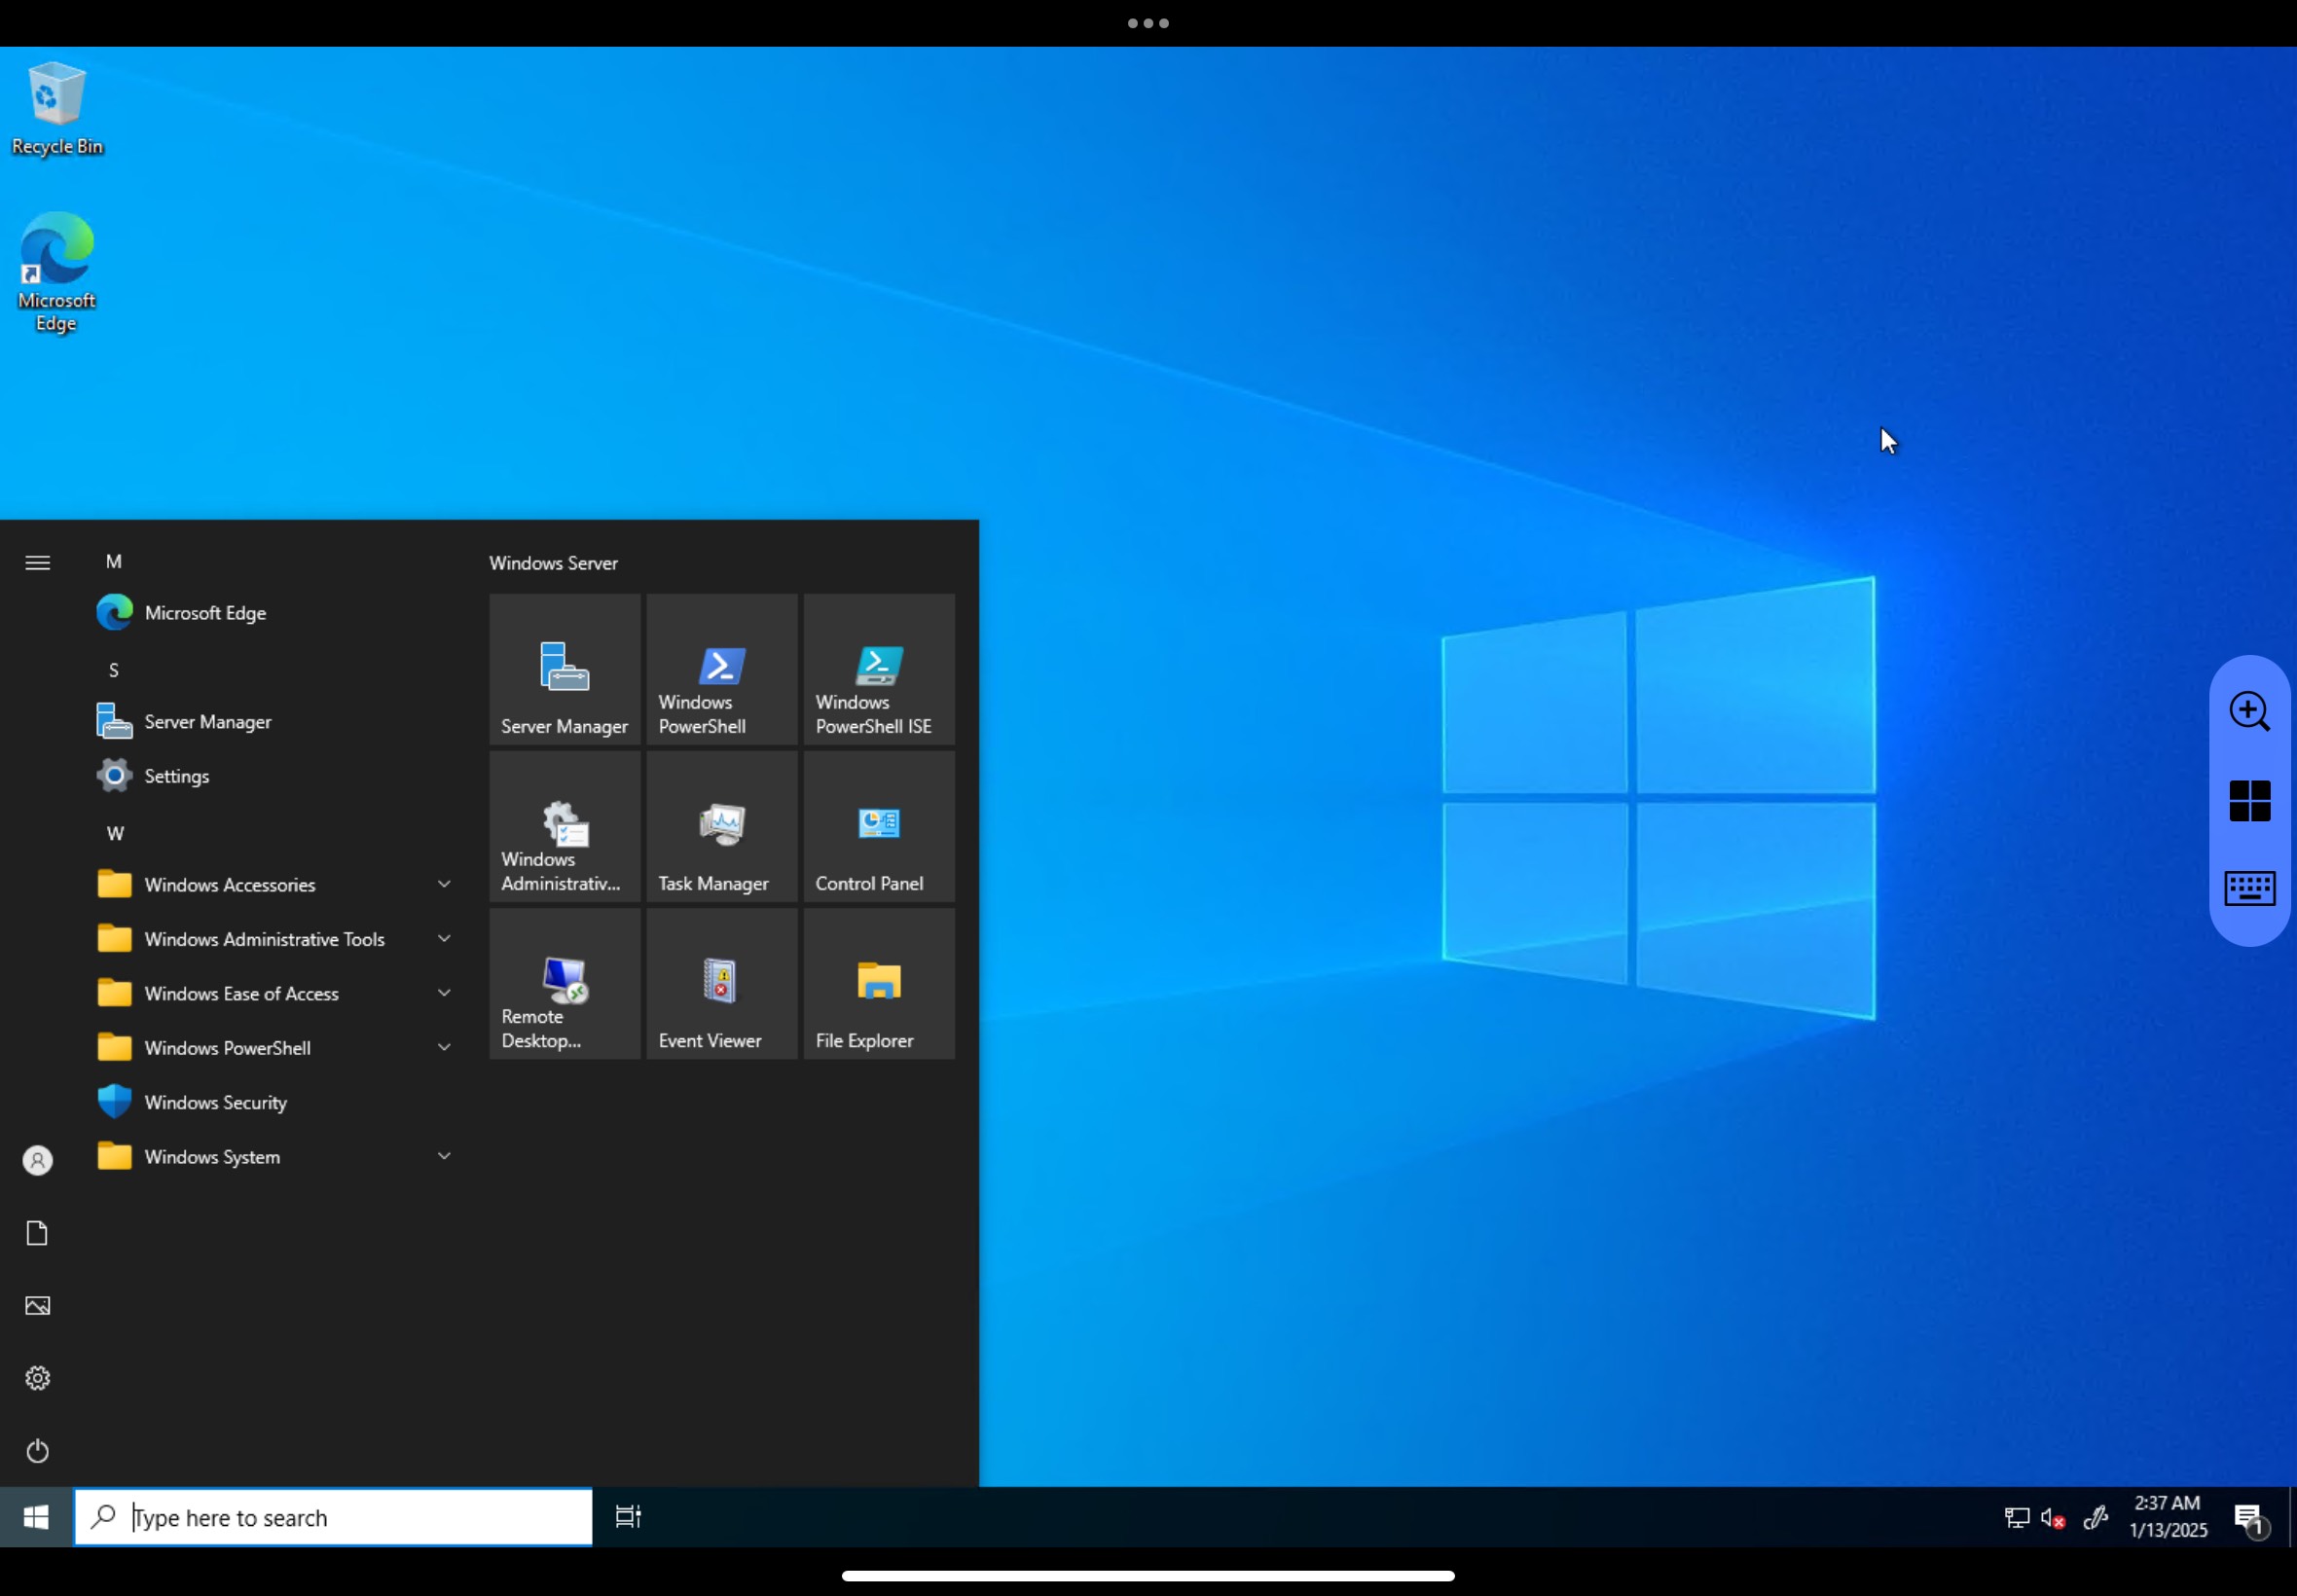 Recycle Bin
Microsoft
Edge
M
Microsoft Edge
S
Server Manager
Settings
W
Windows Accessories
Windows Administrative Tools
Windows Ease of Access
Windows PowerShell
Windows Security
Windows System
Windows Server
Server Manager
Windows
PowerShell
Windows
PowerShell ISE
Windows
Administrativ...
Task Manager
Control Panel
Remote
Desktop...
Event Viewer
File Explorer
Type here to search
2:37 AM
1/13/2025
1